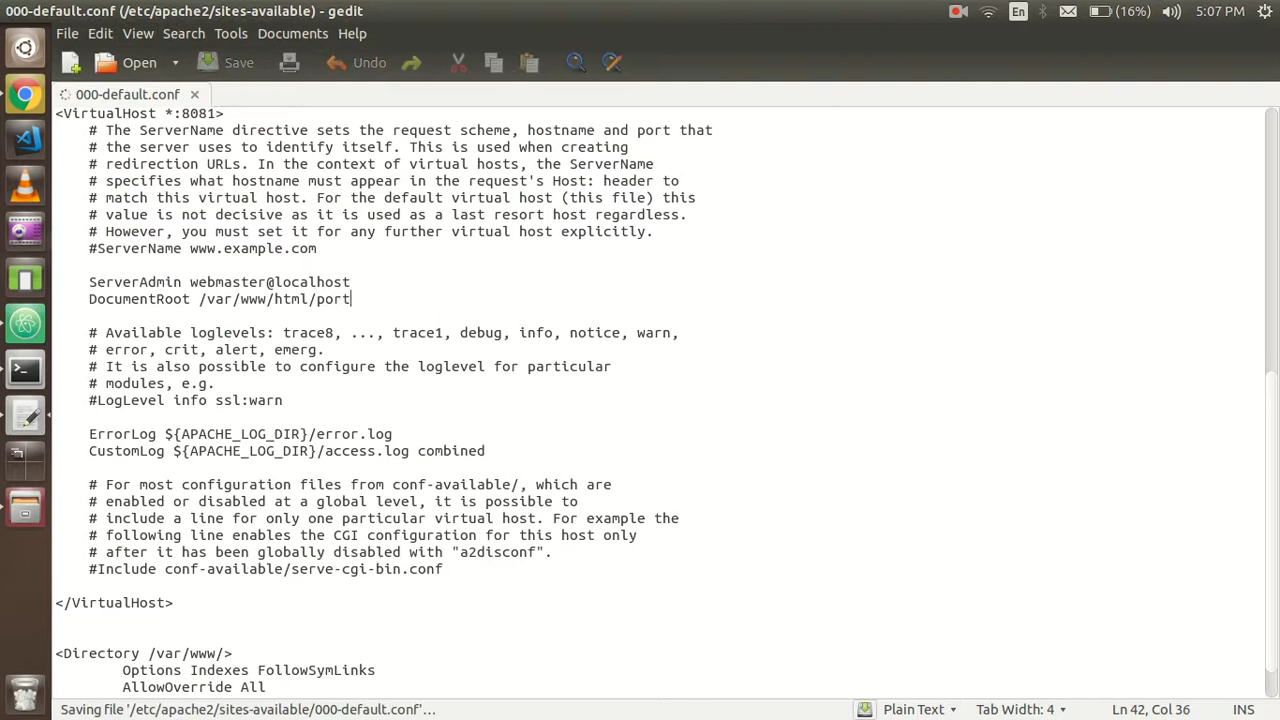 000-default.conf (/etc/apache2/sites-available) - gedit
En
(16%)
5:07 PM
File Edit View Search Tools Documents Help
Open
Save
Undo
000-default.conf ×
<VirtualHost *:8081>
# The ServerName directive sets the request scheme, hostname and port that
# the server uses to identify itself. This is used when creating
# redirection URLs. In the context of virtual hosts, the ServerName
# specifies what hostname must appear in the request's Host: header to
# match this virtual host. For the default virtual host (this file) this
# value is not decisive as it is used as a last resort host regardless.
# However, you must set it for any further virtual host explicitly.
#ServerName www.example.com
ServerAdmin webmaster@localhost
DocumentRoot /var/www/html/port
# Available loglevels: trace8, ..., trace1, debug, info, notice, warn,
# error, crit, alert, emerg.
# It is also possible to configure the loglevel for particular
# modules, e.g.
#LogLevel info ssl:warn
ErrorLog ${APACHE_LOG_DIR}/error.log
CustomLog ${APACHE_LOG_DIR}/access.log combined
# For most configuration files from conf-available/, which are
# enabled or disabled at a global level, it is possible to
# include a line for only one particular virtual host. For example the
# following line enables the CGI configuration for this host only
# after it has been globally disabled with "a2disconf".
#Include conf-available/serve-cgi-bin.conf
</VirtualHost>
<Directory /var/www/>
Options Indexes FollowSymLinks
AllowOverride All
Saving file '/etc/apache2/sites-available/000-default.conf'…
Plain Text
Tab Width: 4
Ln 42, Col 36
INS